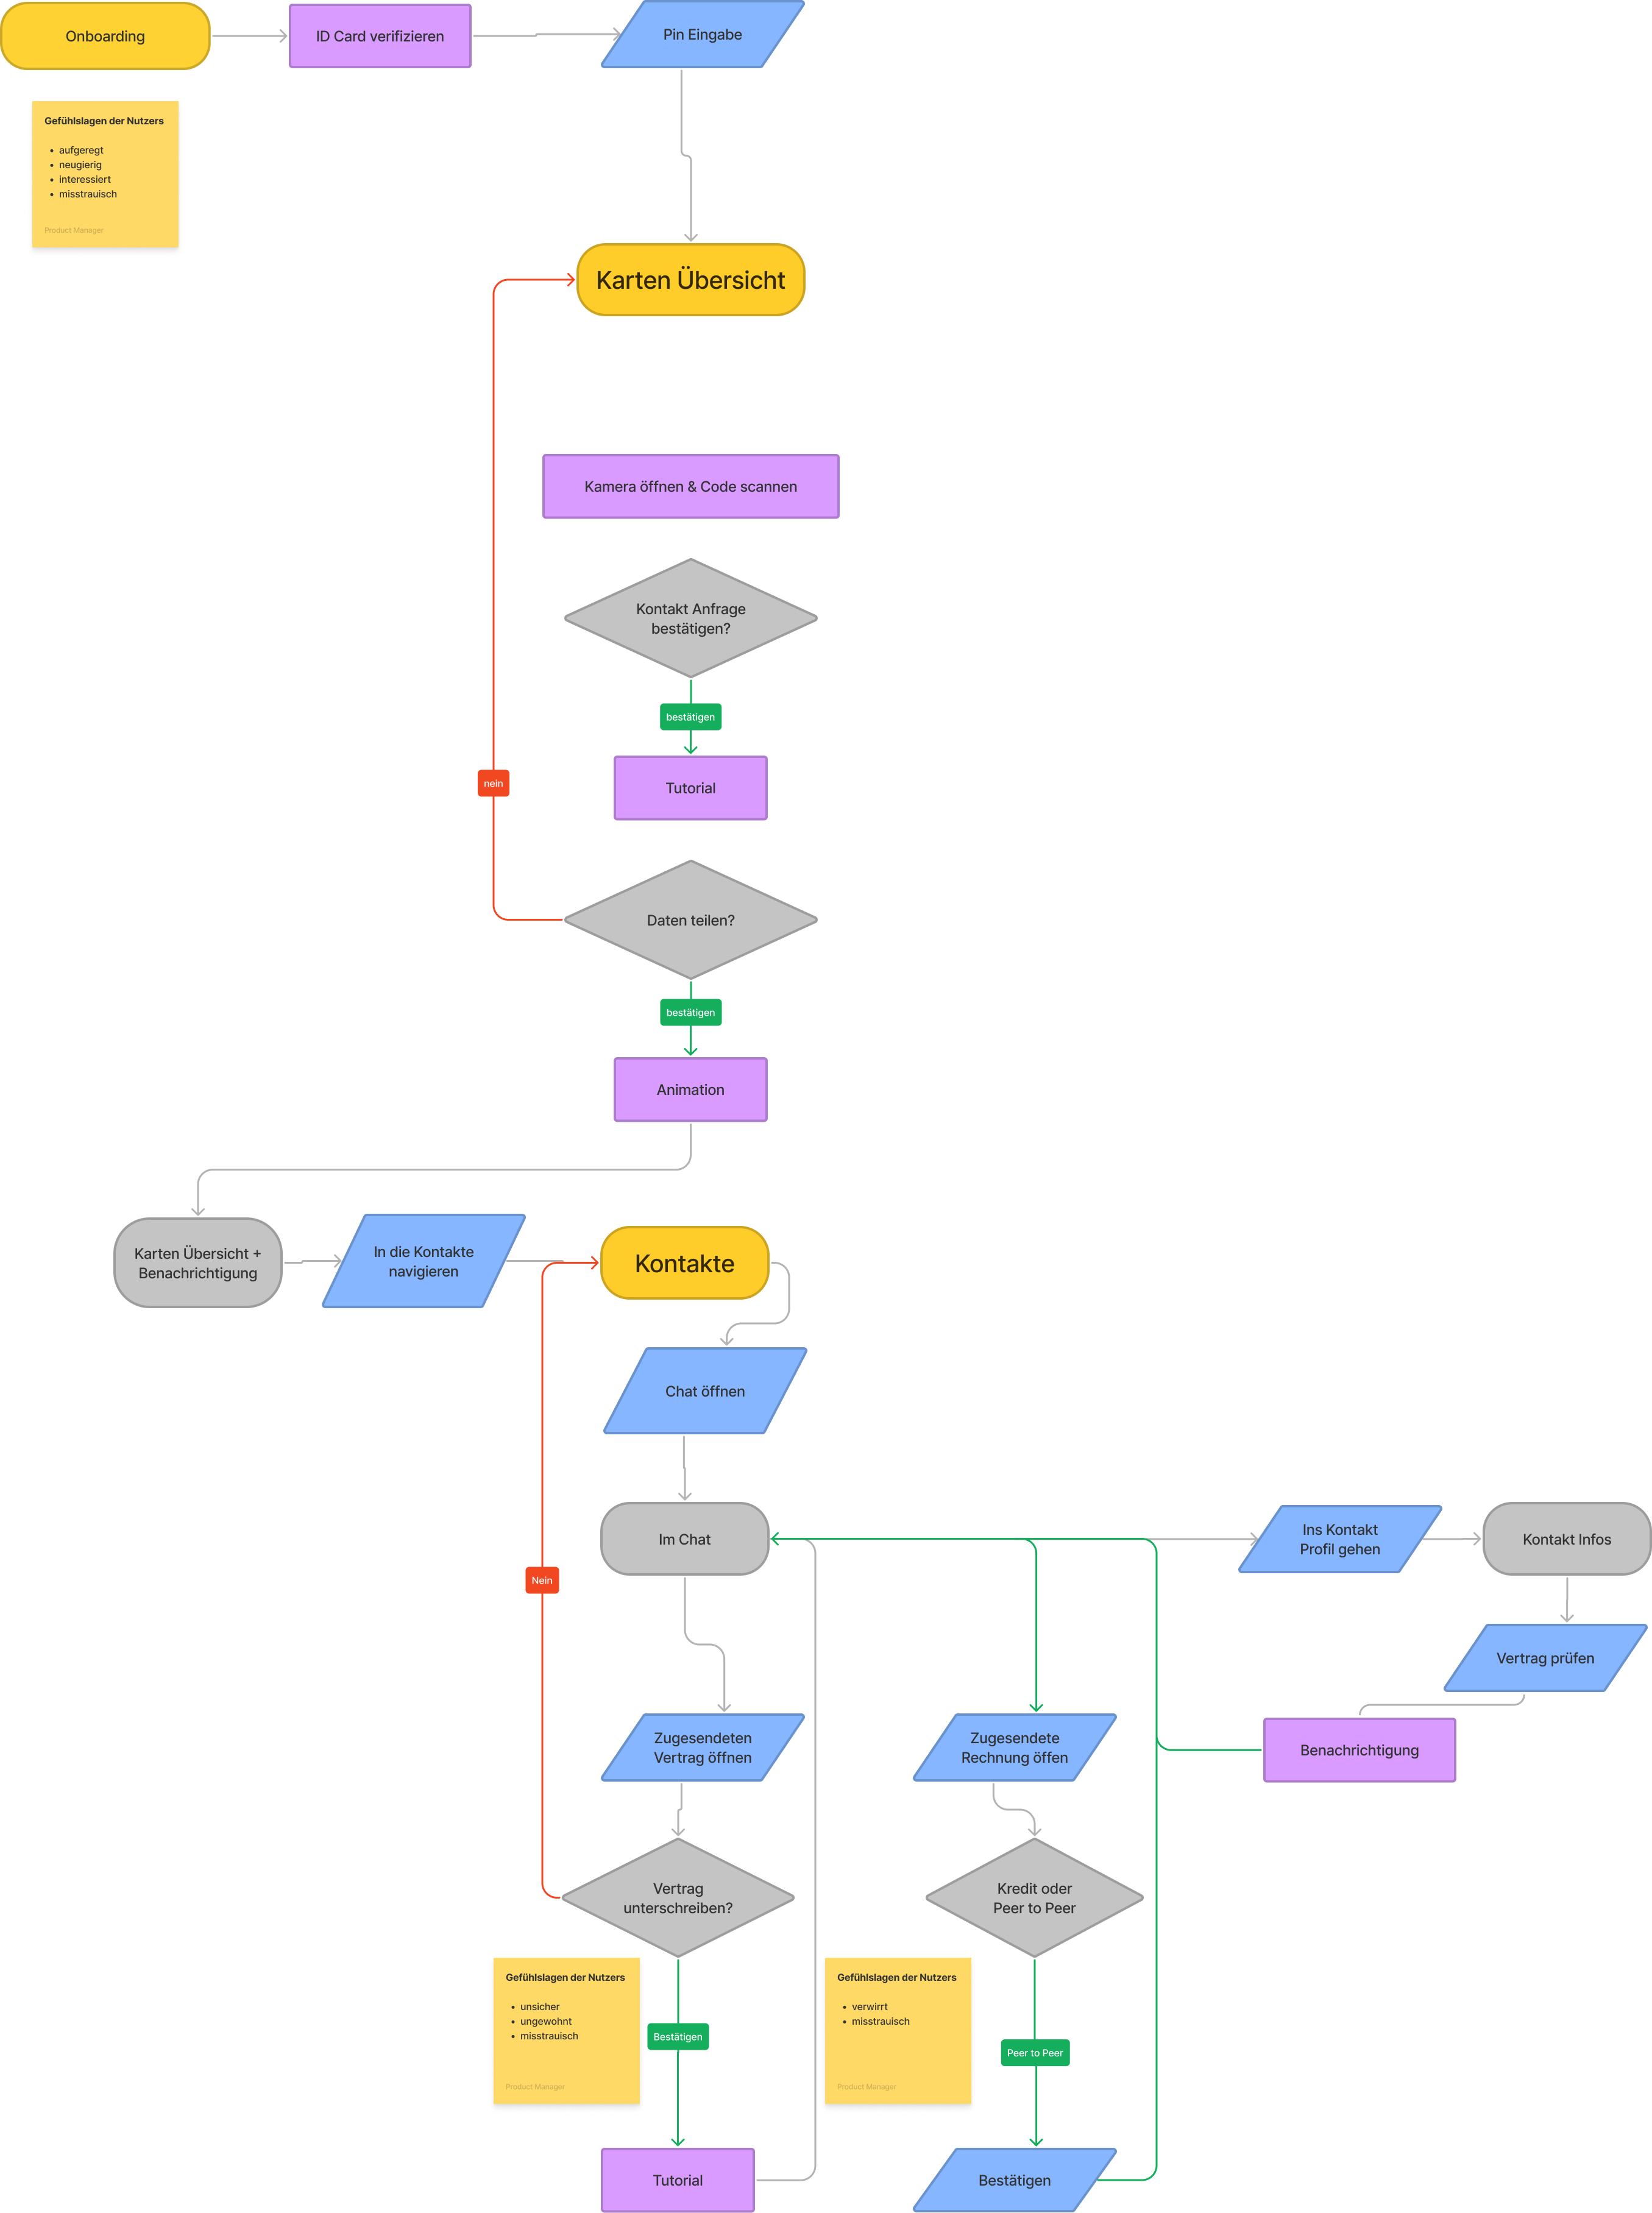 Onboarding
ID Card verifizieren
Pin Eingabe
Gefühlslagen der Nutzers
aufgeregt
neugierig
interessiert
misstrauisch
Product Manager
Karten Übersicht
Kamera öffnen & Code scannen
Kontakt Anfrage
bestätigen?
bestätigen
nein
Tutorial
Daten teilen?
bestätigen
Animation
Karten Übersicht +
Benachrichtigung
In die Kontakte
navigieren
Kontakte
Chat öffnen
Im Chat
Ins Kontakt
Profil gehen
Kontakt Infos
Nein
Vertrag prüfen
Zugesendeten
Vertrag öffnen
Zugesendete
Rechnung öffen
Benachrichtigung
Vertrag
unterschreiben?
Kredit oder
Peer to Peer
Gefühlslagen der Nutzers
unsicher
ungewohnt
misstrauisch
Product Manager
Bestätigen
Gefühlslagen der Nutzers
verwirrt
misstrauisch
Product Manager
Peer to Peer
Tutorial
Bestätigen